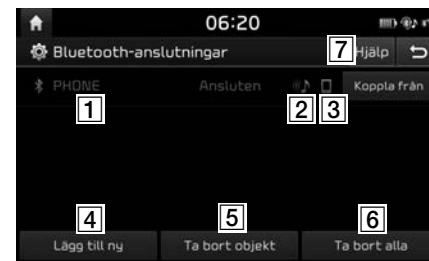 06:20
Bluetooth-anslutningar 7 Hjälp
PHONE Ansluten Koppla från
1 2 3
4 5 6
Lägg till ny Ta bort objekt Ta bort alla